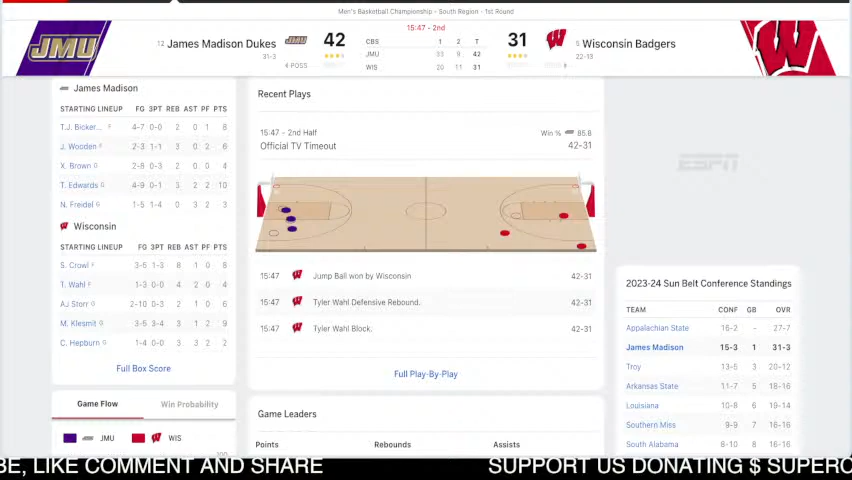 Men's Basketball Championship - South Region - 1st Round
15:47 - 2nd
12 James Madison Dukes JMU 42 31 5 Wisconsin Badgers
31-3 22-13
POSS
CBS 1 2 T
JMU 33 9 42
WIS 20 11 31
JMU
James Madison
STARTING LINEUP FG 3PT REB AST PF PTS
T.J. Bicker... F 4-7 0-0 2 0 1 8
J. Wooden F 2-3 1-1 3 0 2 6
X. Brown G 2-8 0-3 2 0 0 4
T. Edwards G 4-9 0-1 3 2 2 10
N. Freidel G 1-5 1-4 0 3 2 3
Wisconsin
STARTING LINEUP FG 3PT REB AST PF PTS
S. Crowl F 3-5 1-3 8 1 0 8
T. Wahl F 1-3 0-0 4 2 0 4
AJ Storr G 2-10 0-3 2 1 0 6
M. Klesmit G 3-5 3-4 3 1 2 9
C. Hepburn G 1-4 0-0 3 3 2 2
Full Box Score
Game Flow Win Probability
JMU WIS
100
Recent Plays
15:47 - 2nd Half Win % 85.8
Official TV Timeout 42-31
15:47 Jump Ball won by Wisconsin 42-31
15:47 Tyler Wahl Defensive Rebound. 42-31
15:47 Tyler Wahl Block. 42-31
Full Play-By-Play
Game Leaders
Points Rebounds Assists
ESPN
2023-24 Sun Belt Conference Standings
TEAM CONF GB OVR
Appalachian State 16-2 - 27-7
James Madison 15-3 1 31-3
Troy 13-5 3 20-12
Arkansas State 11-7 5 18-16
Louisiana 10-8 6 19-14
Southern Miss 9-9 7 16-16
South Alabama 8-10 8 16-16
BE, LIKE COMMENT AND SHARE SUPPORT US DONATING $ SUPERC